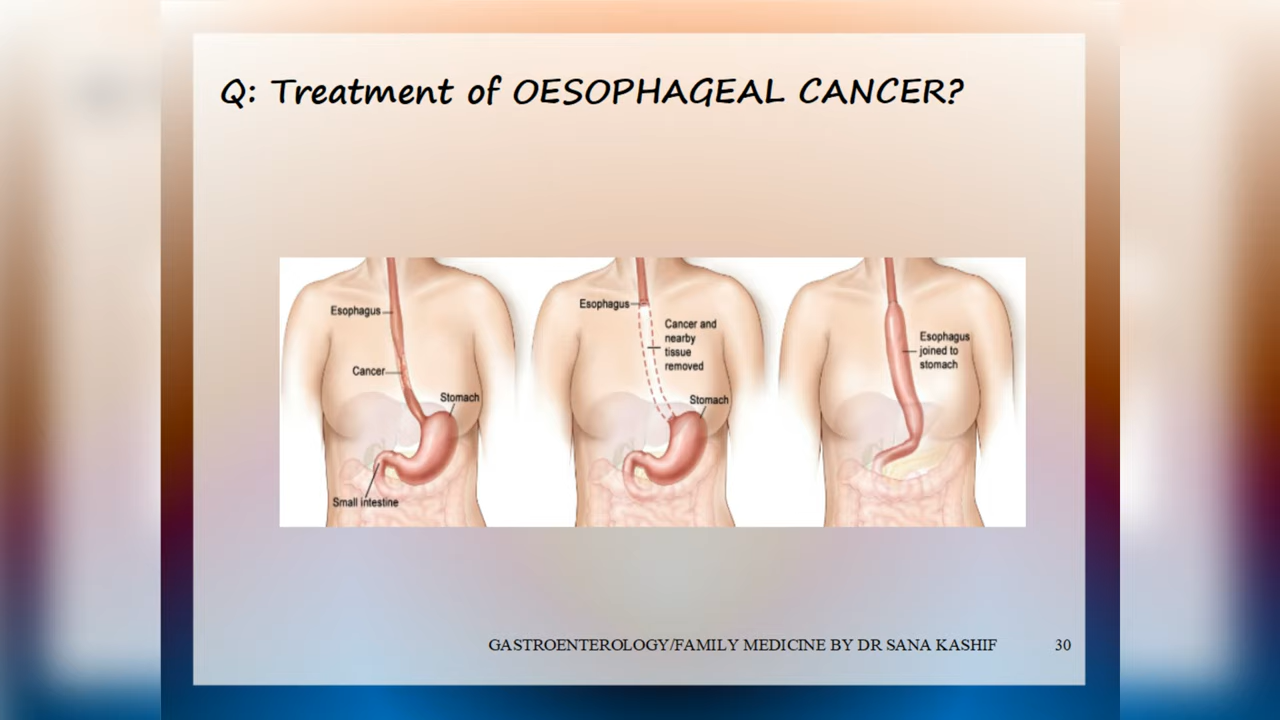 Q: Treatment of OESOPHAGEAL CANCER?
Esophagus
Cancer
Stomach
Small intestine
Esophagus
Cancer and
nearby
tissue
removed
Stomach
Esophagus
joined to
stomach
GASTROENTEROLOGY/FAMILY MEDICINE BY DR SANA KASHIF 30